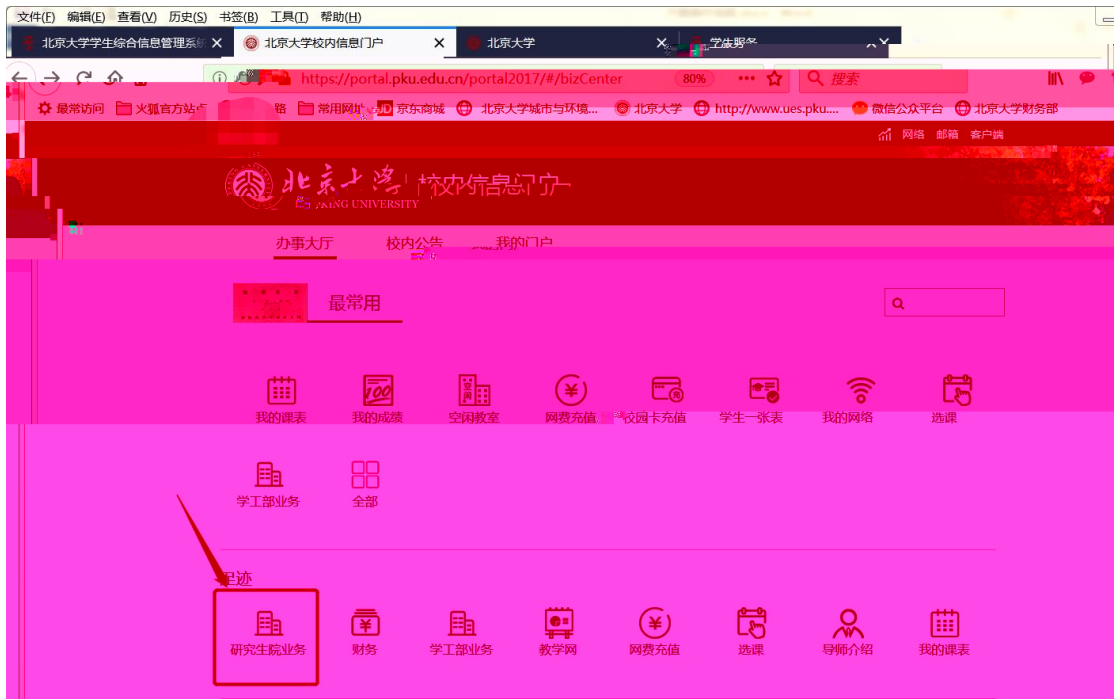 文件(F) 编辑(E) 查看(V) 历史(S) 书签(B) 工具(T) 帮助(H)
北京大学学生综合信息管理系统 北京大学校内信息门户 北京大学
https://portal.pku.edu.cn/portal2017/#/bizCenter 80% 搜索
最常访问 火狐官方站点 常用网址 JD 京东商城 北京大学城市与环境... 北京大学 http://www.ues.pku.... 微信公众平台 北京大学财务部
网络 邮箱 客户端
北京大学 校内信息门户
PEKING UNIVERSITY
办事大厅 校内公告 我的门户
最常用
我的课表 我的成绩 空闲教室 网费充值 校园卡充值 学生一张表 我的网络 选课
学工部业务 全部
足迹
研究生院业务 财务 学工部业务 教学网 网费充值 选课 导师介绍 我的课表